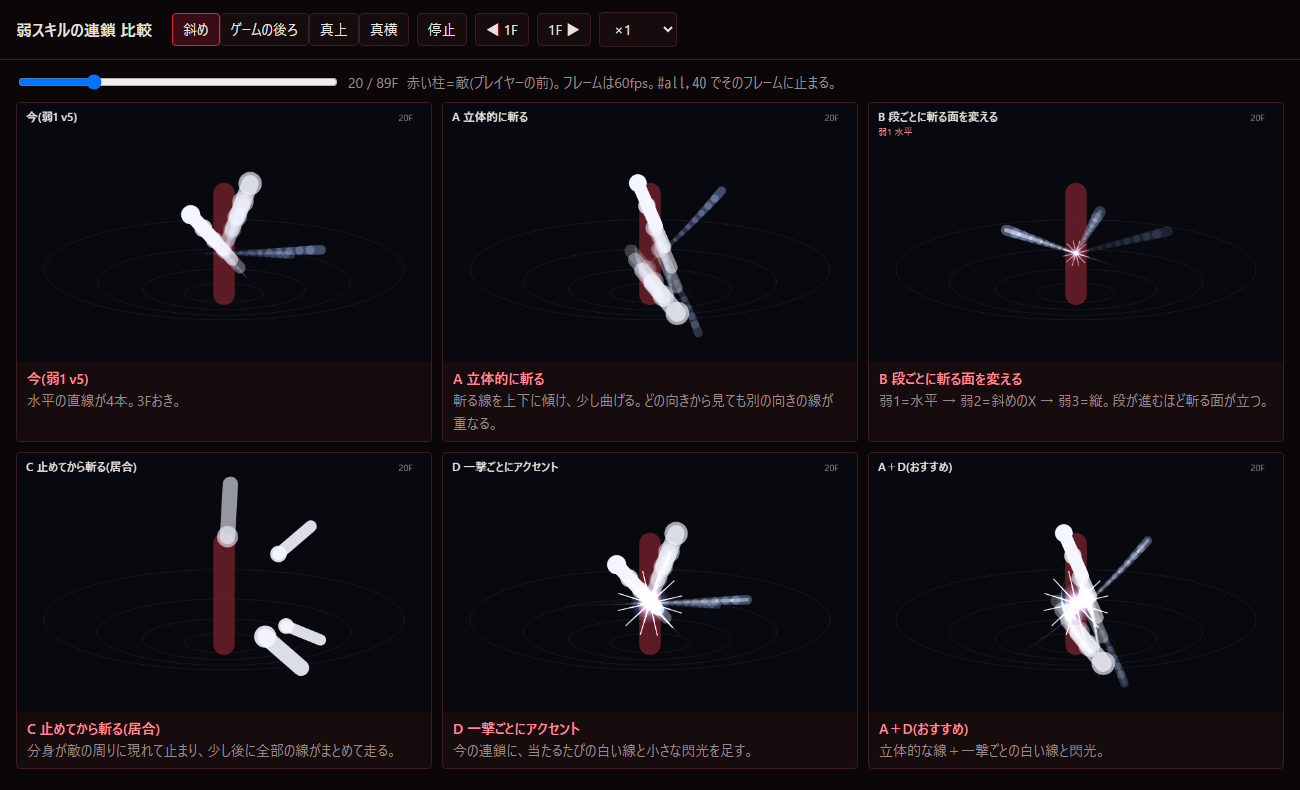 弱スキルの連鎖 比較 斜め ゲームの後ろ 真上 真横 停止 ◀ 1F 1F ▶ ×1
20 / 89F 赤い柱=敵(プレイヤーの前)。フレームは60fps。#all,40 でそのフレームに止まる。
今(弱1 v5) 20F
A 立体的に斬る 20F
B 段ごとに斬る面を変える 20F
弱1 水平
今(弱1 v5)
水平の直線が4本。3Fおき。
A 立体的に斬る
斬る線を上下に傾け、少し曲げる。どの向きから見ても別の向きの線が
重なる。
B 段ごとに斬る面を変える
弱1=水平 → 弱2=斜めのX → 弱3=縦。段が進むほど斬る面が立つ。
C 止めてから斬る(居合) 20F
D 一撃ごとにアクセント 20F
A+D(おすすめ) 20F
C 止めてから斬る(居合)
分身が敵の周りに現れて止まり、少し後に全部の線がまとめて走る。
D 一撃ごとにアクセント
今の連鎖に、当たるたびの白い線と小さな閃光を足す。
A+D(おすすめ)
立体的な線+一撃ごとの白い線と閃光。